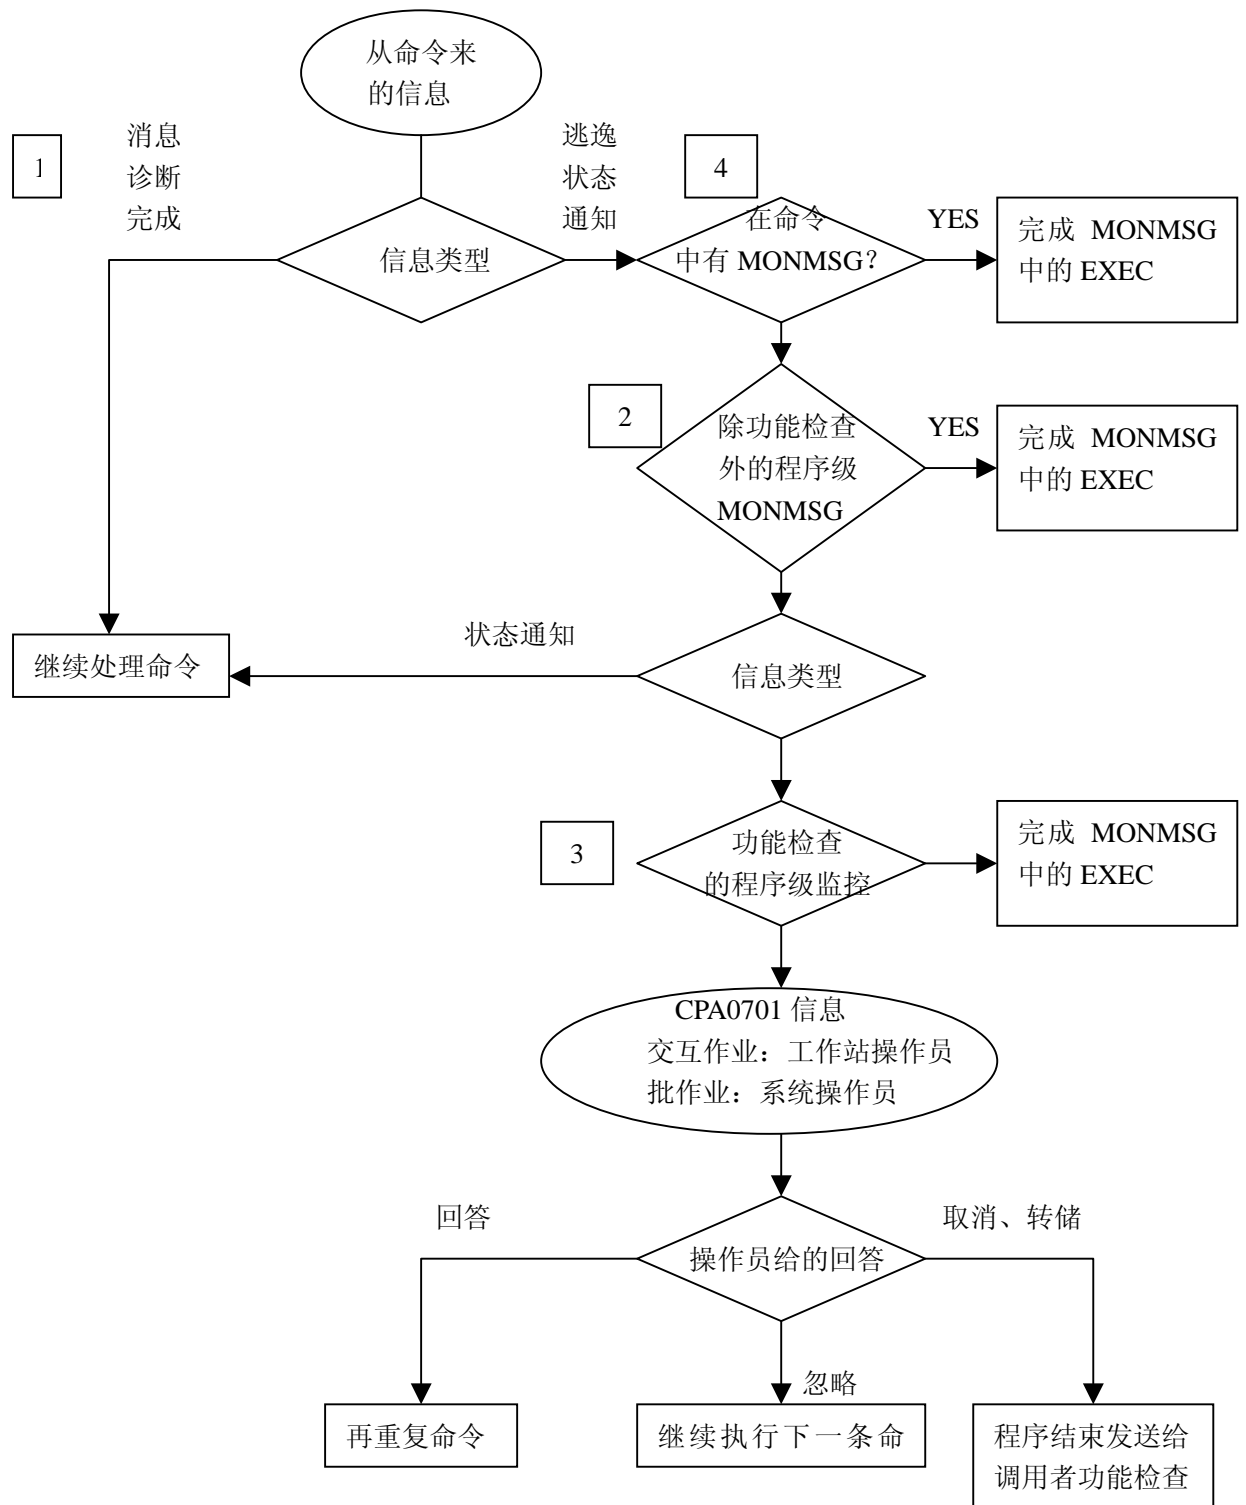 从命令来
的信息
1
消息
诊断
完成
逃逸
状态
通知
4
信息类型
在命令
中有 MONMSG？
YES
完成 MONMSG
中的 EXEC
2
除功能检查
外的程序级
MONMSG
YES
完成 MONMSG
中的 EXEC
状态通知
继续处理命令
信息类型
3
功能检查
的程序级监控
完成 MONMSG
中的 EXEC
CPA0701 信息
交互作业：工作站操作员
批作业：系统操作员
回答
取消、转储
操作员给的回答
忽略
再重复命令
继续执行下一条命
程序结束发送给
调用者功能检查